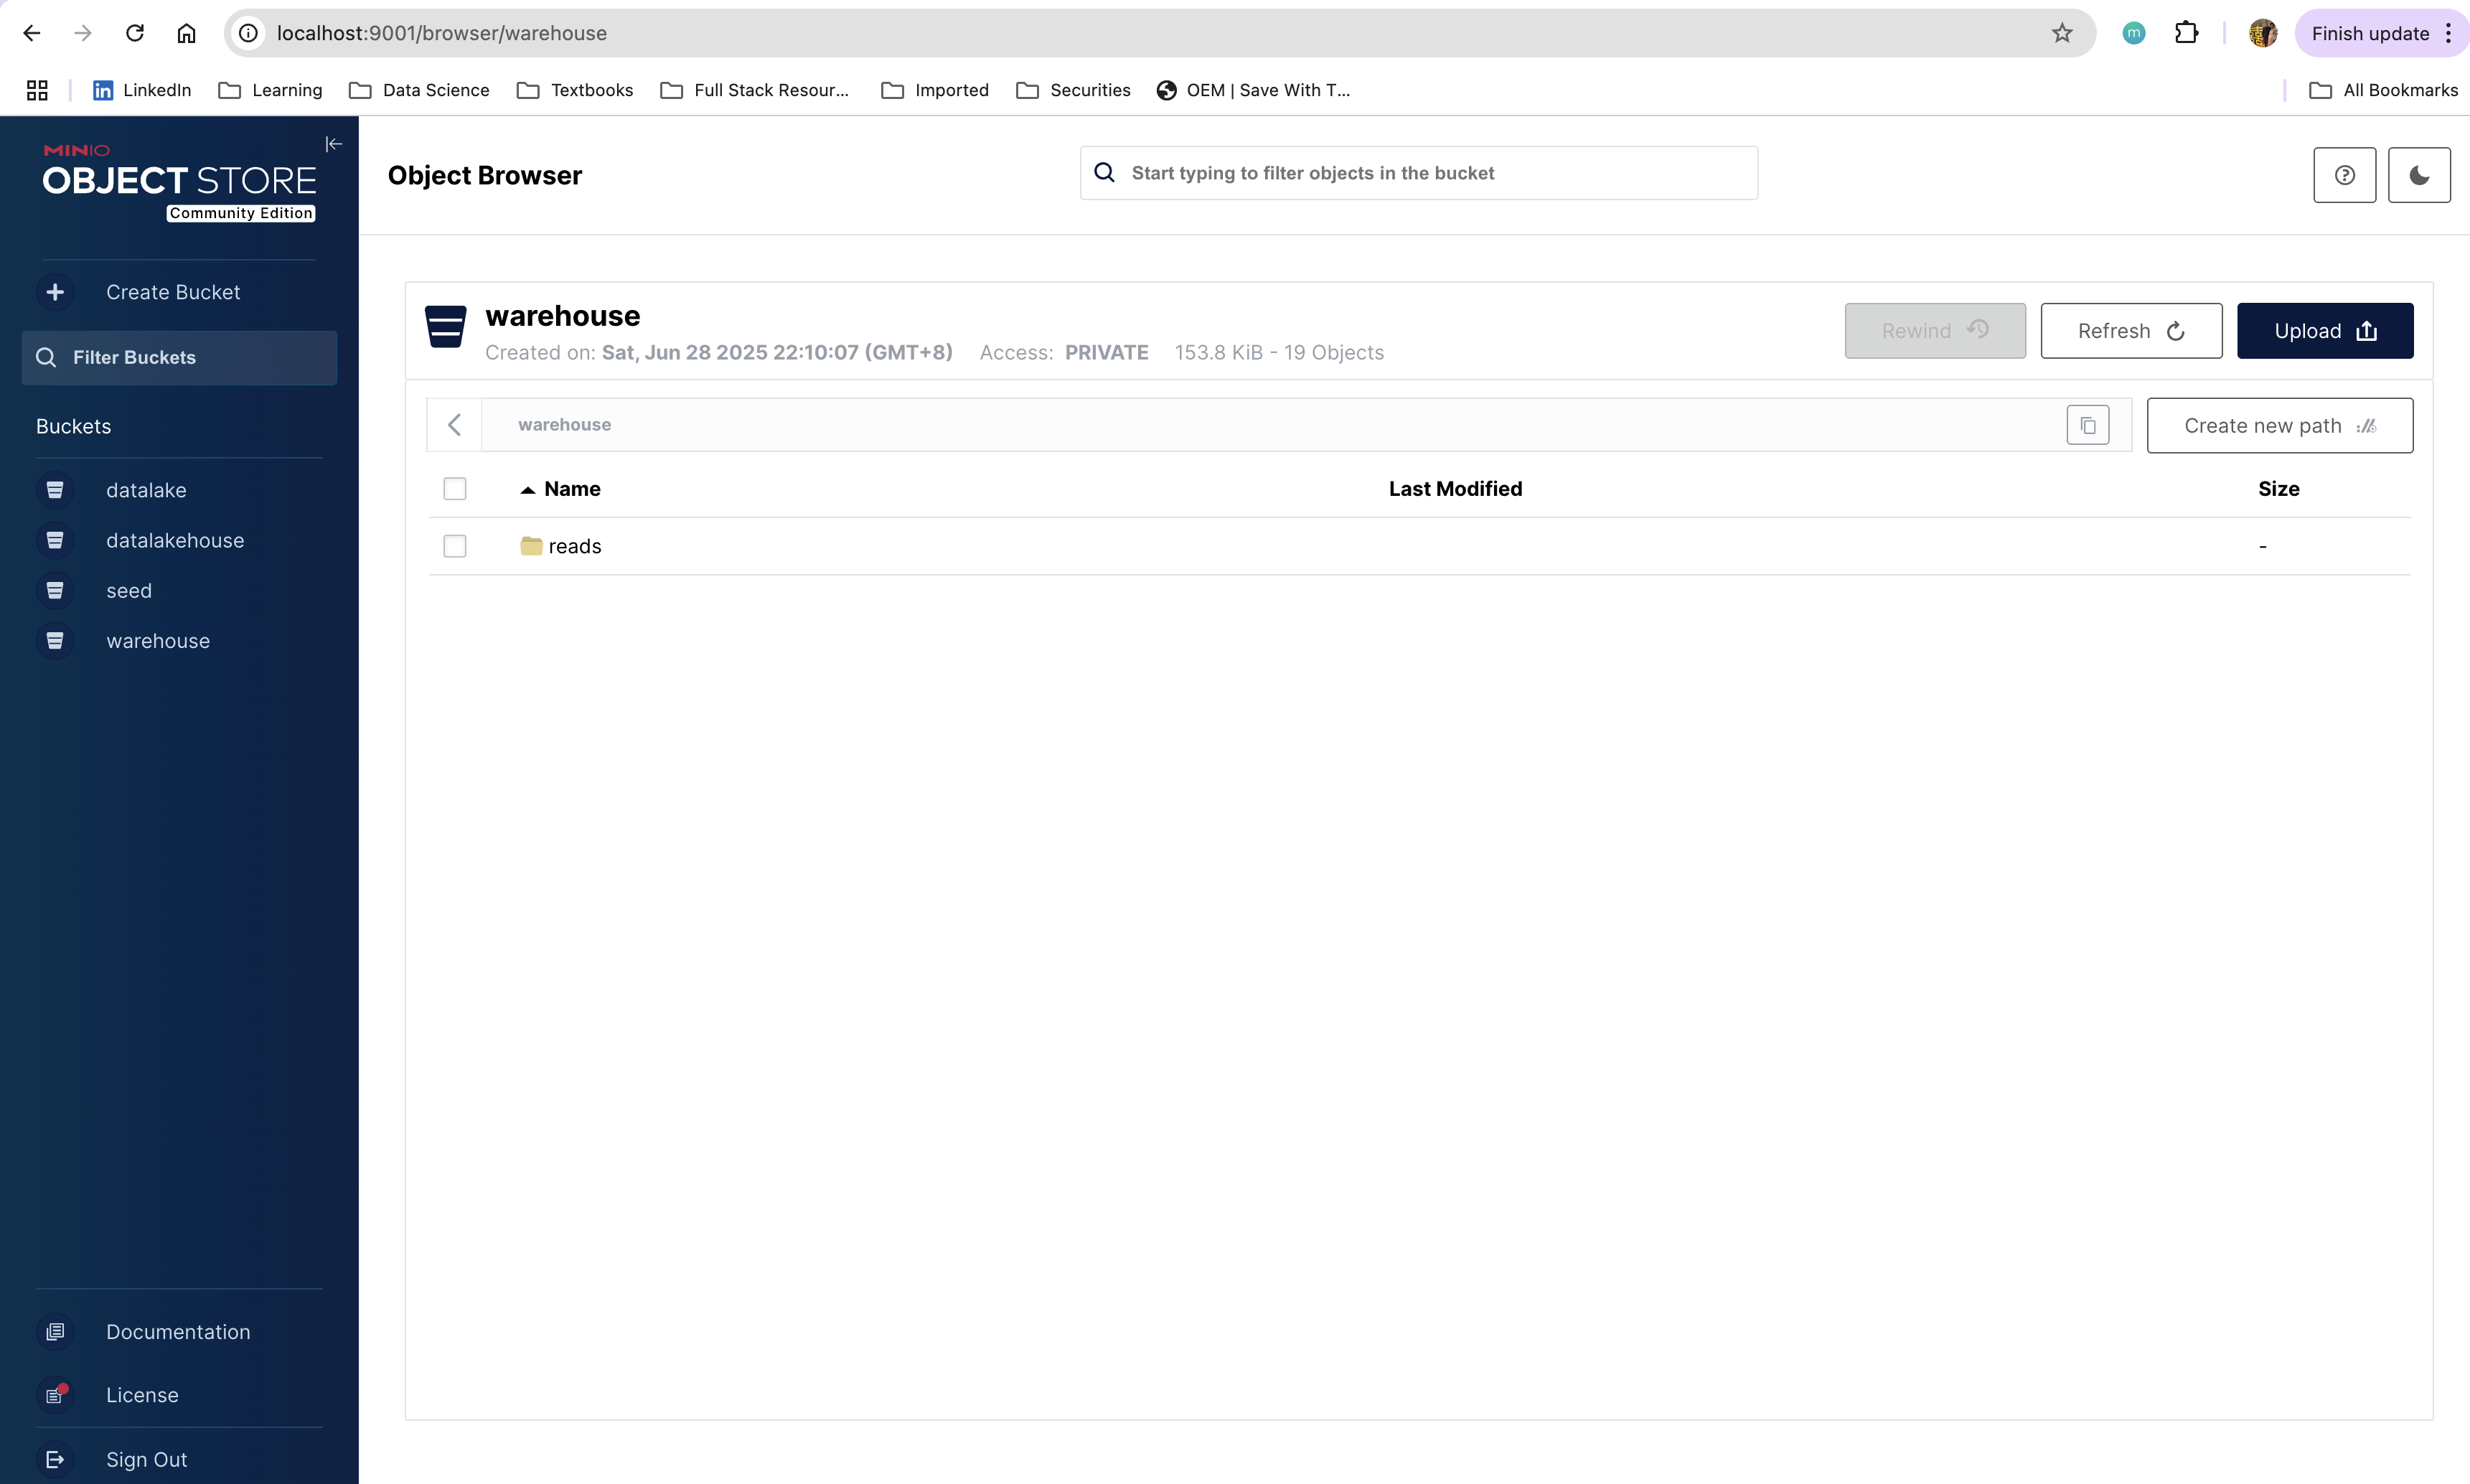 localhost:9001/browser/warehouse
m
Finish update
LinkedIn
Learning
Data Science
Textbooks
Full Stack Resour...
Imported
Securities
OEM | Save With T...
All Bookmarks
MINIO
OBJECT STORE
Community Edition
Create Bucket
Filter Buckets
Buckets
datalake
datalakehouse
seed
warehouse
Documentation
License
Sign Out
Object Browser
Start typing to filter objects in the bucket
warehouse
Created on: Sat, Jun 28 2025 22:10:07 (GMT+8) Access: PRIVATE 153.8 KiB - 19 Objects
Rewind
Refresh
Upload
warehouse
Create new path
Name Last Modified Size
reads -